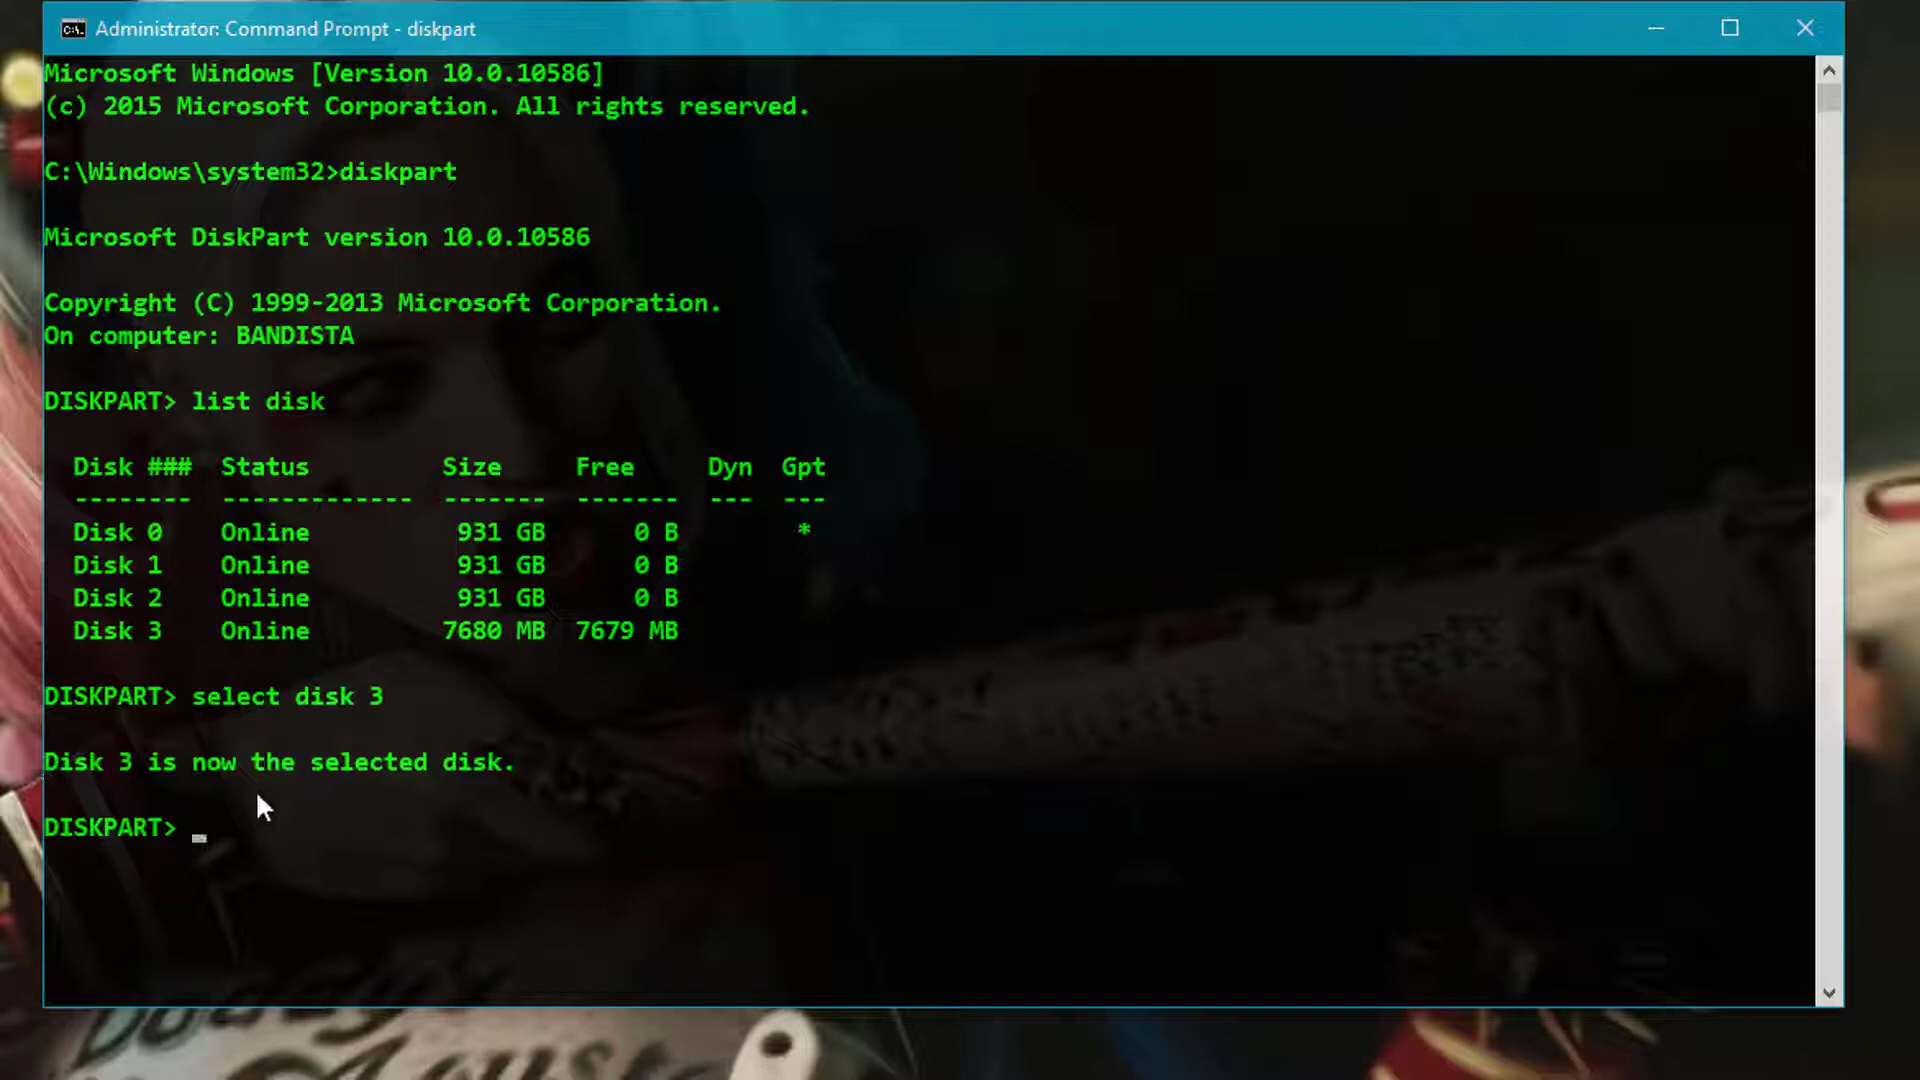 Administrator: Command Prompt - diskpart
Microsoft Windows [Version 10.0.10586]
(c) 2015 Microsoft Corporation. All rights reserved.
C:\Windows\system32>diskpart
Microsoft DiskPart version 10.0.10586
Copyright (C) 1999-2013 Microsoft Corporation.
On computer: BANDISTA
DISKPART> list disk
Disk ###  Status         Size     Free     Dyn  Gpt
--------  -------------  -------  -------  ---  ---
Disk 0    Online          931 GB      0 B        *
Disk 1    Online          931 GB      0 B
Disk 2    Online          931 GB      0 B
Disk 3    Online         7680 MB  7679 MB
DISKPART> select disk 3
Disk 3 is now the selected disk.
DISKPART>